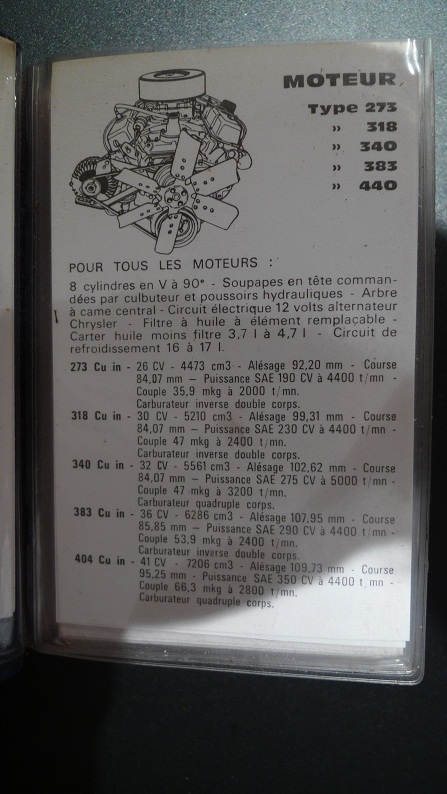 MOTEUR
Type 273
» 318
» 340
» 383
» 440
POUR TOUS LES MOTEURS :
8 cylindres en V à 90° - Soupapes en tête comman-
dées par culbuteur et poussoirs hydrauliques - Arbre
à came central - Circuit électrique 12 volts alternateur
Chrysler - Filtre à huile à élément remplaçable -
Carter huile moins filtre 3,7 l à 4,7 l - Circuit de
refroidissement 16 à 17 l.
273 Cu in - 26 CV - 4473 cm3 - Alésage 92,20 mm - Course
84,07 mm — Puissance SAE 190 CV à 4400 t/mn -
Couple 35,9 mkg à 2000 t/mn.
Carburateur inverse double corps.
318 Cu in - 30 CV - 5210 cm3 - Alésage 99,31 mm - Course
84,07 mm — Puissance SAE 230 CV à 4400 t/mn -
Couple 47 mkg à 2400 t/mn.
Carburateur inverse double corps.
340 Cu in - 32 CV - 5561 cm3 - Alésage 102,62 mm - Course
84,07 mm — Puissance SAE 275 CV à 5000 t/mn -
Couple 47 mkg à 3200 t/mn.
Carburateur quadruple corps.
383 Cu in - 36 CV - 6286 cm3 - Alésage 107,95 mm - Course
85,85 mm — Puissance SAE 290 CV à 4400 t/mn -
Couple 53,9 mkg à 2400 t/mn.
Carburateur inverse double corps.
404 Cu in - 41 CV - 7206 cm3 - Alésage 109,73 mm - Course
95,25 mm - Puissance SAE 350 CV à 4400 t/mn -
Couple 66,3 mkg à 2800 t/mn.
Carburateur quadruple corps.